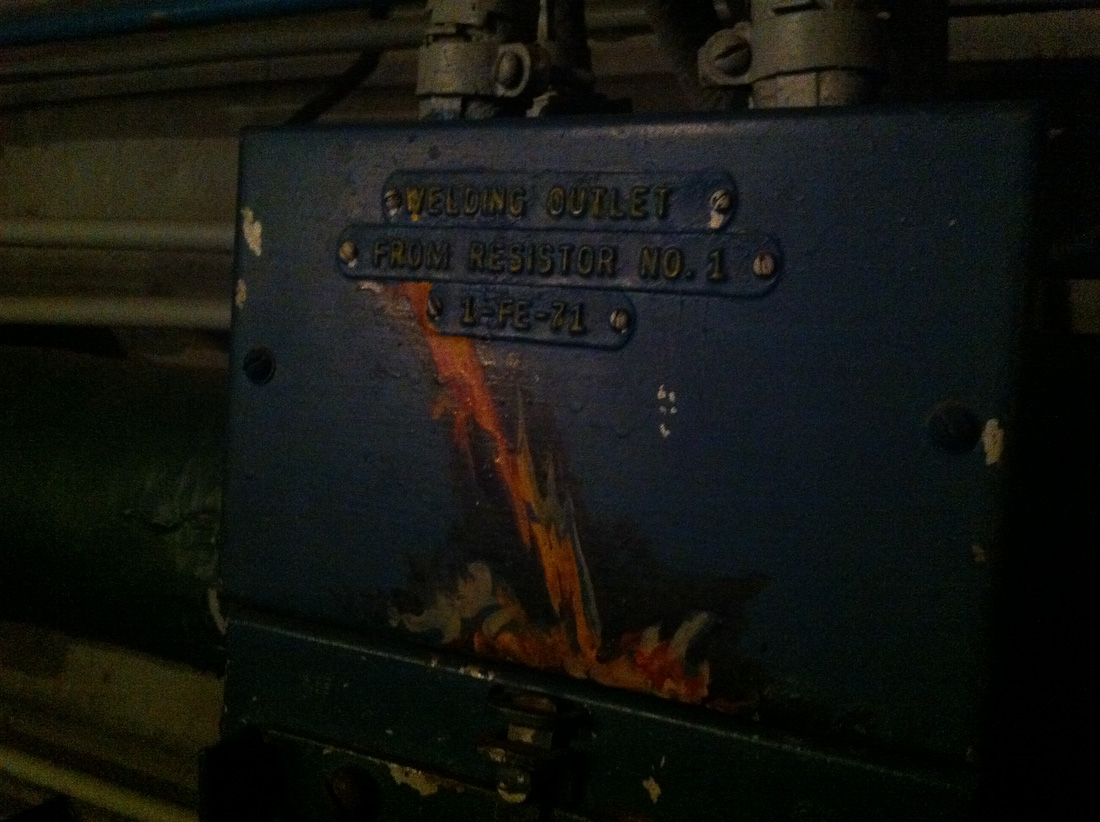 WELDING OUTLET
FROM RESISTOR NO. 1
1-FE-71